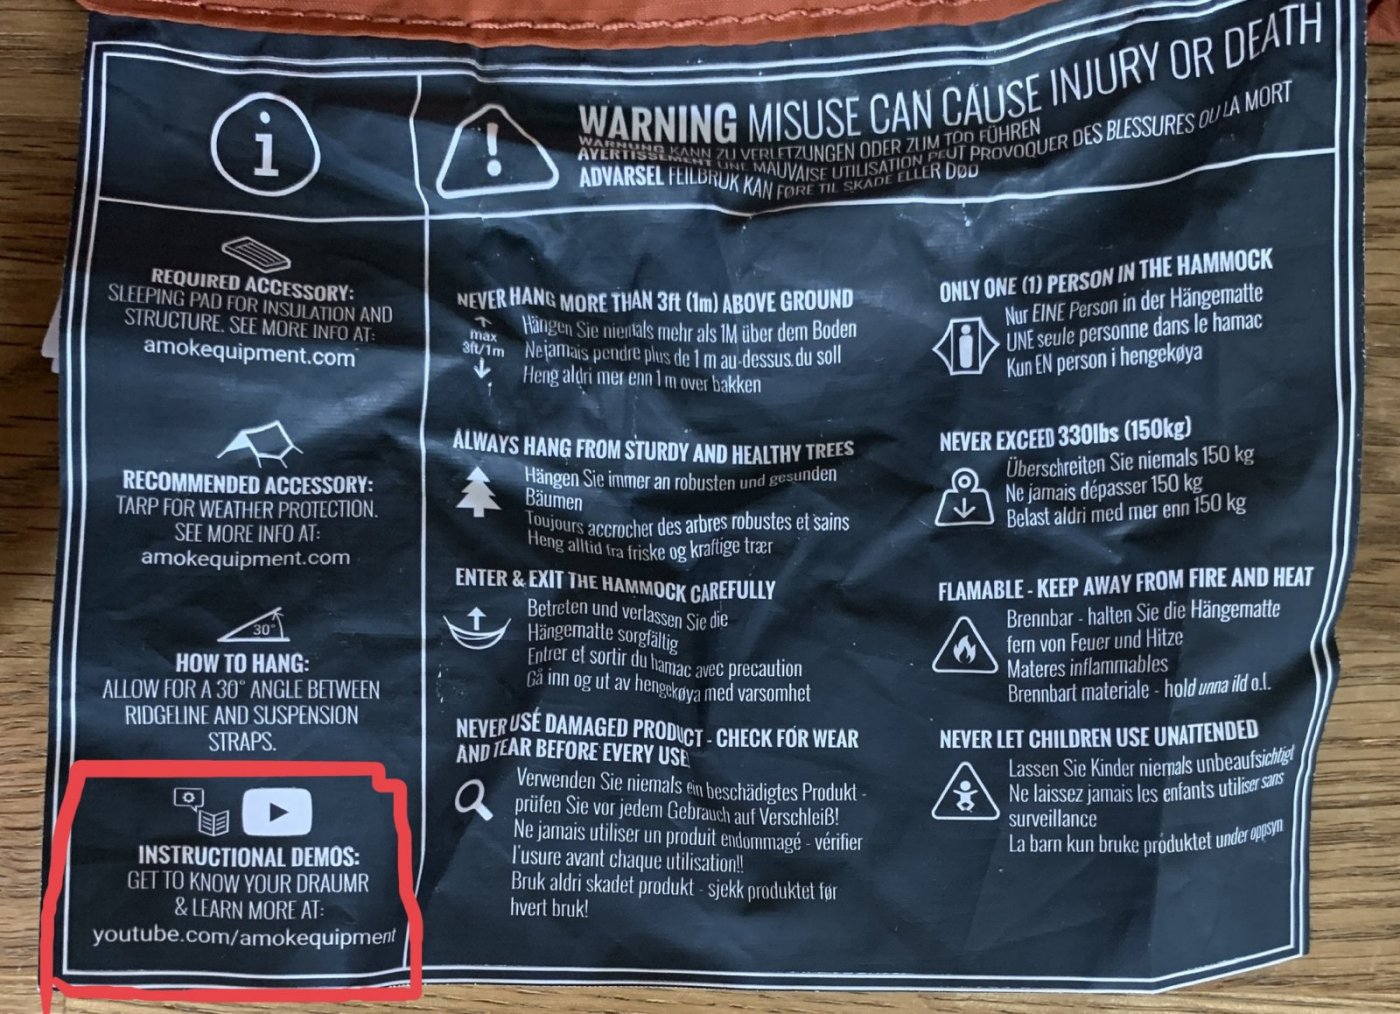 i
WARNING MISUSE CAN CAUSE INJURY OR DEATH
WARNUNG KANN ZU VERLETZUNGEN ODER ZUM TOD FÜHREN
AVERTISSEMENT UNE MAUVAISE UTILISATION PEUT PROVOQUER DES BLESSURES OU LA MORT
ADVARSEL FEILBRUK KAN FØRE TIL SKADE ELLER DØD
REQUIRED ACCESSORY:
SLEEPING PAD FOR INSULATION AND
STRUCTURE. SEE MORE INFO AT:
amokequipment.com
RECOMMENDED ACCESSORY:
TARP FOR WEATHER PROTECTION.
SEE MORE INFO AT:
amokequipment.com
30°
HOW TO HANG:
ALLOW FOR A 30° ANGLE BETWEEN
RIDGELINE AND SUSPENSION
STRAPS.
INSTRUCTIONAL DEMOS:
GET TO KNOW YOUR DRAUMR
& LEARN MORE AT:
youtube.com/amokequipment
NEVER HANG MORE THAN 3ft (1m) ABOVE GROUND
max
3ft/1m
Hängen Sie niemals mehr als 1M über dem Boden
Ne jamais pendre plus de 1 m au-dessus du soll
Heng aldri mer enn 1 m over bakken
ALWAYS HANG FROM STURDY AND HEALTHY TREES
Hängen Sie immer an robusten und gesunden
Bäumen
Toujours accrocher des arbres robustes et sains
Heng alltid fra friske og kraftige trær
ENTER & EXIT THE HAMMOCK CAREFULLY
Betreten und verlassen Sie die
Hängematte sorgfältig
Entrer et sortir du hamac avec precaution
Gå inn og ut av hengekøya med varsomhet
NEVER USE DAMAGED PRODUCT - CHECK FOR WEAR
AND TEAR BEFORE EVERY USE
Verwenden Sie niemals ein beschädigtes Produkt -
prüfen Sie vor jedem Gebrauch auf Verschleiß!
Ne jamais utiliser un produit endommagé - vérifier
l'usure avant chaque utilisation!!
Bruk aldri skadet produkt - sjekk produktet før
hvert bruk!
ONLY ONE (1) PERSON IN THE HAMMOCK
Nur EINE Person in der Hängematte
UNE seule personne dans le hamac
Kun EN person i hengekøya
NEVER EXCEED 330lbs (150kg)
Überschreiten Sie niemals 150 kg
Ne jamais dépasser 150 kg
Belast aldri med mer enn 150 kg
FLAMABLE - KEEP AWAY FROM FIRE AND HEAT
Brennbar - halten Sie die Hängematte
fern von Feuer und Hitze
Materes inflammables
Brennbart materiale - hold unna ild o.l.
NEVER LET CHILDREN USE UNATTENDED
Lassen Sie Kinder niemals unbeaufsichtigt
Ne laissez jamais les enfants utiliser sans
surveillance
La barn kun bruke produktet under oppsyn